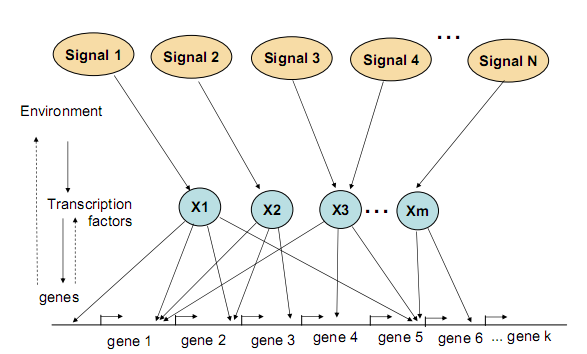 Signal 1
Signal 2
Signal 3
Signal 4
...
Signal N
Environment
Transcription
factors
genes
X1
X2
X3
...
Xm
gene 1
gene 2
gene 3
gene 4
gene 5
gene 6
... gene k